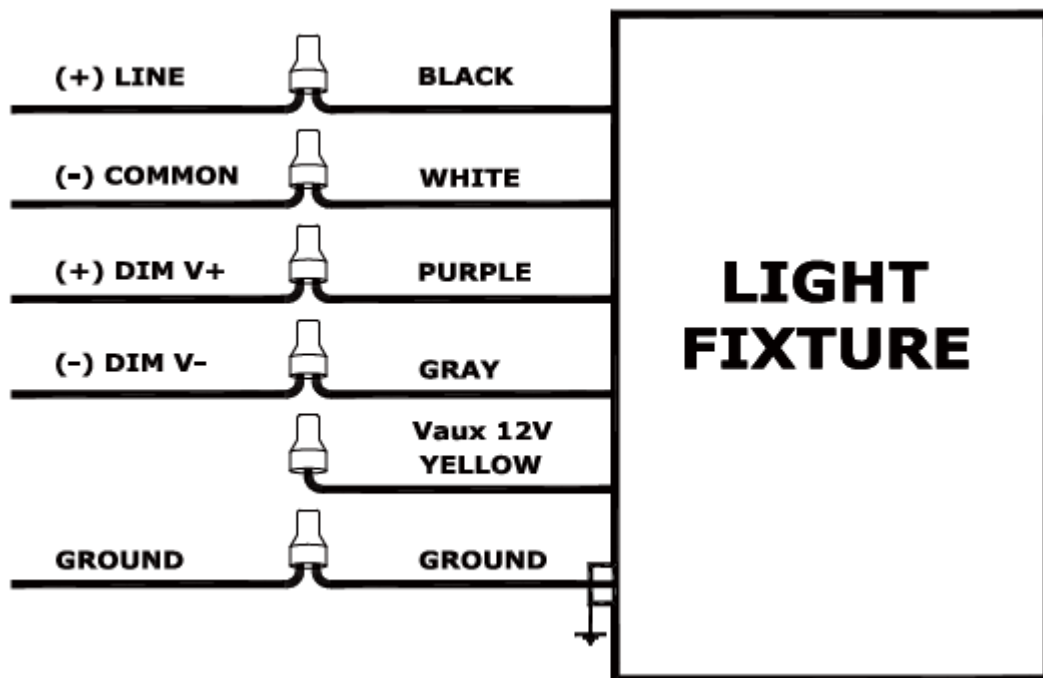 (+) LINE
BLACK
(-) COMMON
WHITE
(+) DIM V+
PURPLE
(-) DIM V-
GRAY
Vaux 12V
YELLOW
GROUND
GROUND
LIGHT
FIXTURE